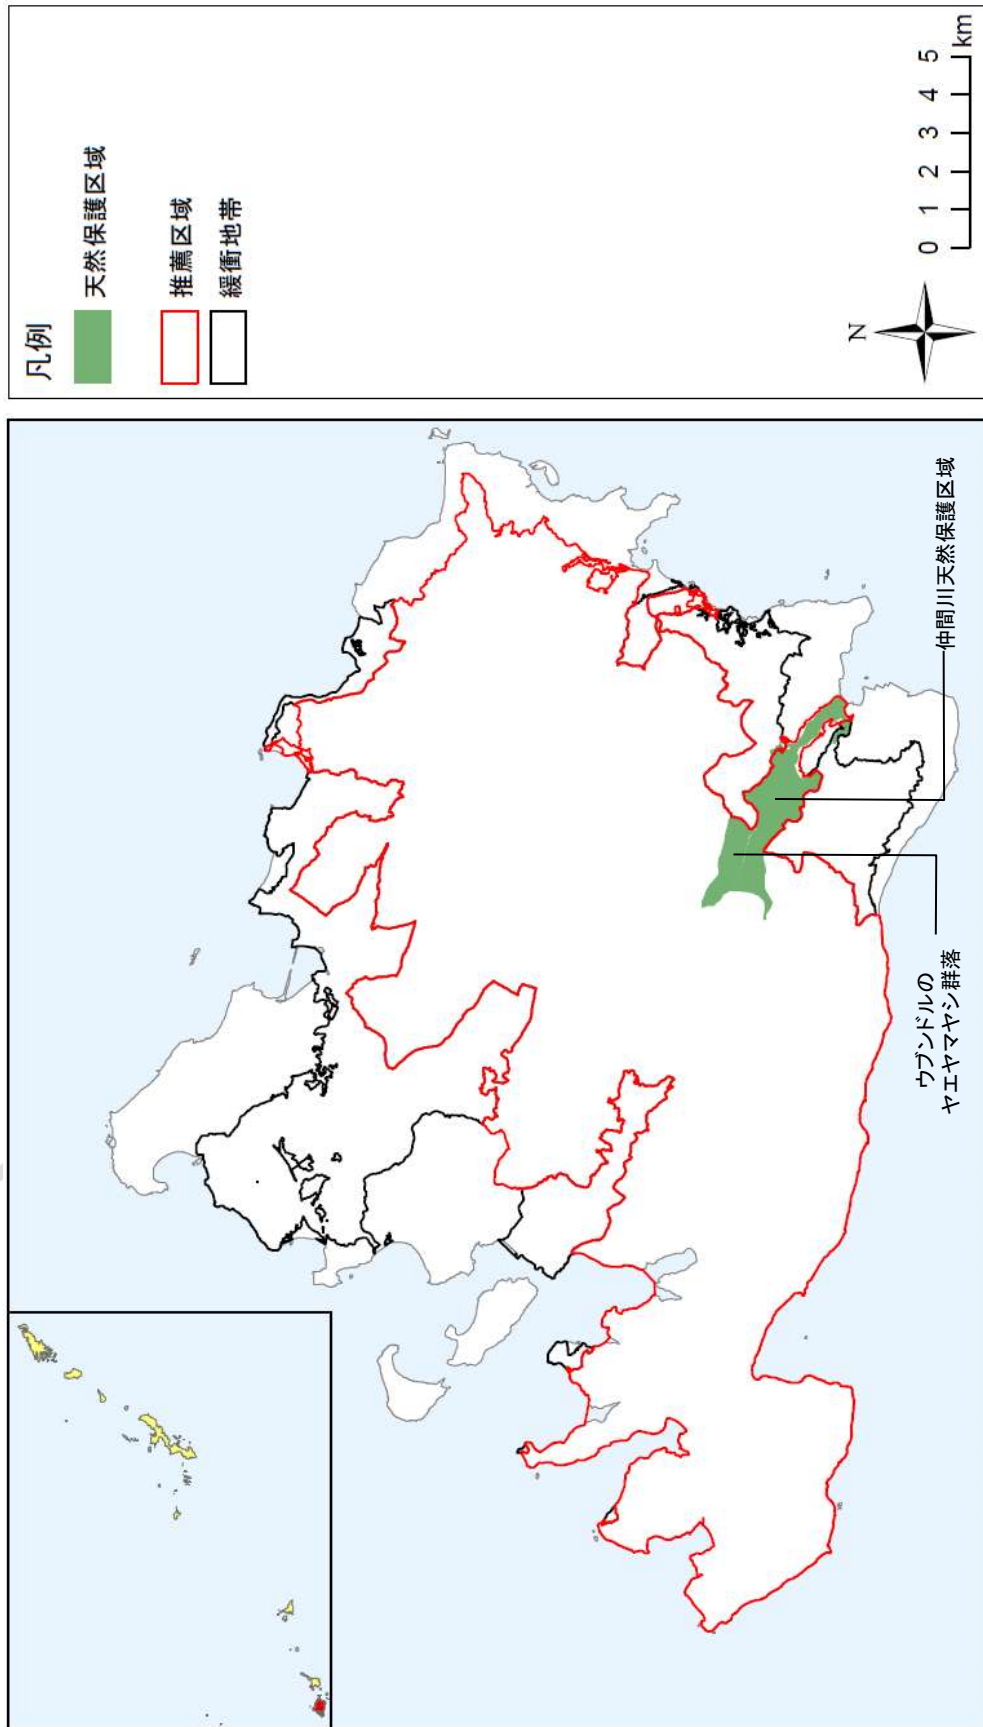 凡例
天然保護区域
推薦区域
緩衝地帯
N
0 1 2 3 4 5
km
仲間川天然保護区域
ウブンドルの
ヤエヤマヤシ群落